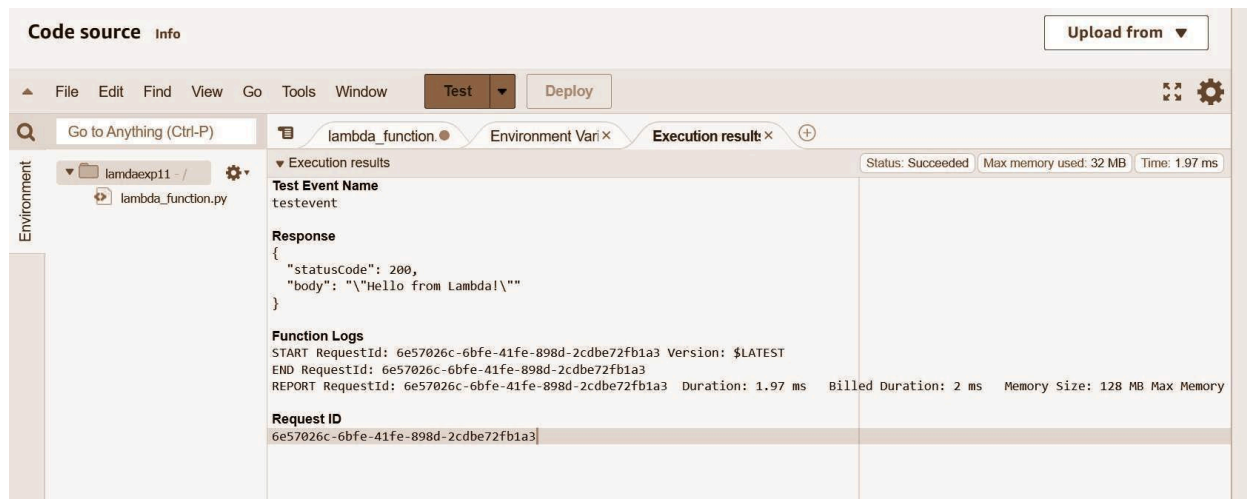 Code source Info
Upload from
File Edit Find View Go Tools Window Test Deploy
Go to Anything (Ctrl-P)
lambda_function.
Environment Vari
Execution result:
Environment
lamdaexp11 - /
lambda_function.py
Execution results
Status: Succeeded Max memory used: 32 MB Time: 1.97 ms
Test Event Name
testevent
Response
{
"statusCode": 200,
"body": "\"Hello from Lambda!\""
}
Function Logs
START RequestId: 6e57026c-6bfe-41fe-898d-2cdbe72fb1a3 Version: $LATEST
END RequestId: 6e57026c-6bfe-41fe-898d-2cdbe72fb1a3
REPORT RequestId: 6e57026c-6bfe-41fe-898d-2cdbe72fb1a3 Duration: 1.97 ms Billed Duration: 2 ms Memory Size: 128 MB Max Memory
Request ID
6e57026c-6bfe-41fe-898d-2cdbe72fb1a3